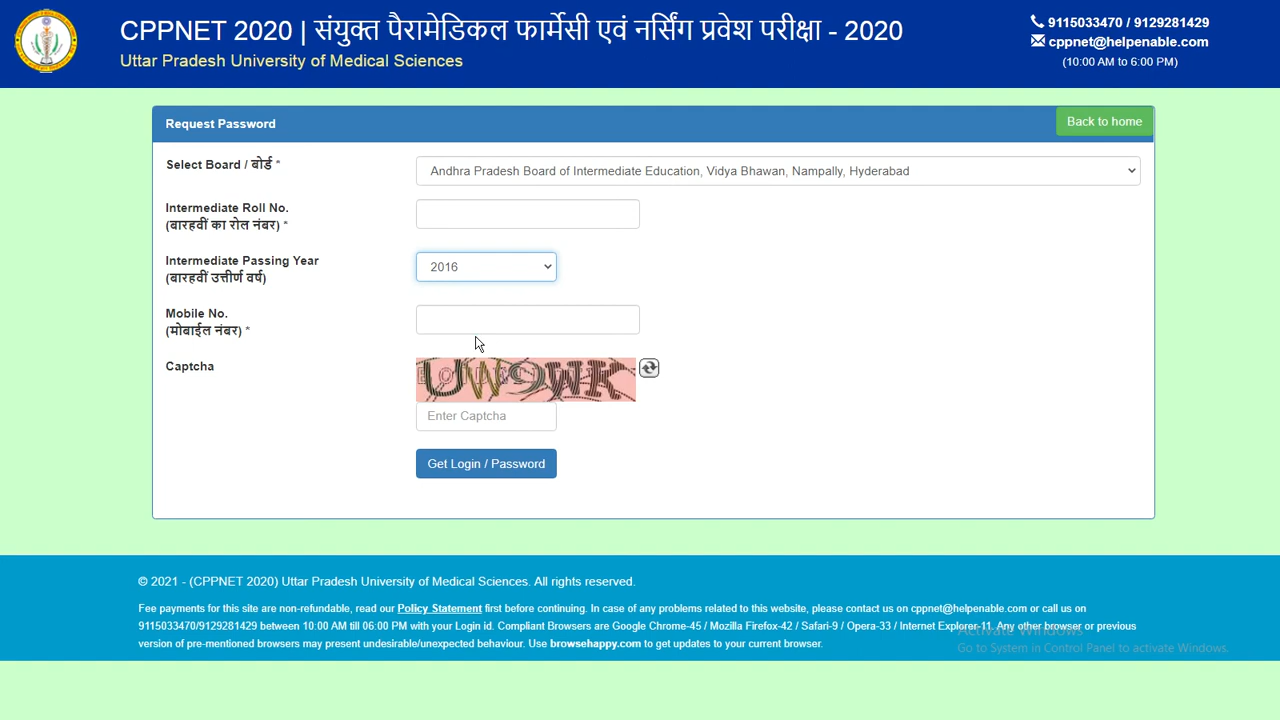 CPPNET 2020 | संयुक्त पैरामेडिकल फार्मेसी एवं नर्सिंग प्रवेश परीक्षा - 2020
Uttar Pradesh University of Medical Sciences
9115033470 / 9129281429
cppnet@helpenable.com
(10:00 AM to 6:00 PM)
Request Password
Back to home
Select Board / बोर्ड *
Andhra Pradesh Board of Intermediate Education, Vidya Bhawan, Nampally, Hyderabad
Intermediate Roll No.
(बारहवीं का रोल नंबर) *
Intermediate Passing Year
(बारहवीं उत्तीर्ण वर्ष)
2016
Mobile No.
(मोबाईल नंबर) *
Captcha
UW9WK
Enter Captcha
Get Login / Password
© 2021 - (CPPNET 2020) Uttar Pradesh University of Medical Sciences. All rights reserved.
Fee payments for this site are non-refundable, read our Policy Statement first before continuing. In case of any problems related to this website, please contact us on cppnet@helpenable.com or call us on
9115033470/9129281429 between 10:00 AM till 06:00 PM with your Login id. Compliant Browsers are Google Chrome-45 / Mozilla Firefox-42 / Safari-9 / Opera-33 / Internet Explorer-11. Any other browser or previous
version of pre-mentioned browsers may present undesirable/unexpected behaviour. Use browsehappy.com to get updates to your current browser.
Activate Windows
Go to System in Control Panel to activate Windows.